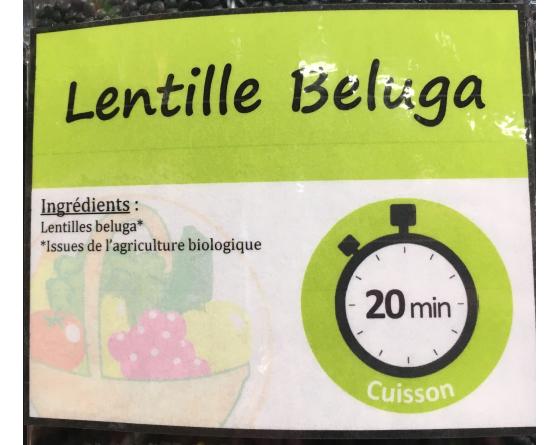 Lentille Beluga
Ingrédients :
Lentilles beluga*
*Issues de l'agriculture biologique
20 min
Cuisson